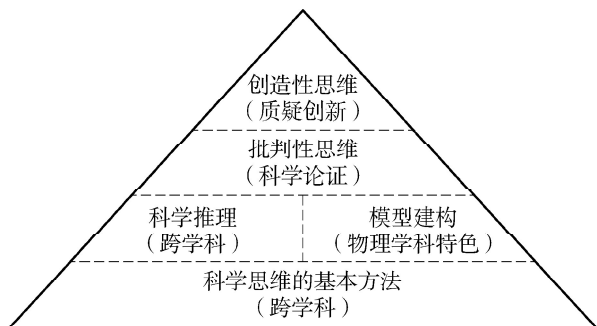 创造性思维
（质疑创新）
批判性思维
（科学论证）
科学推理
（跨学科）
模型建构
（物理学科特色）
科学思维的基本方法
（跨学科）